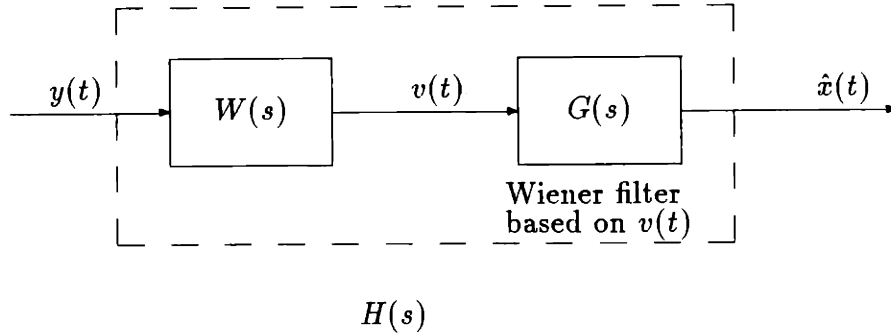 y(t)
W(s)
v(t)
G(s)
x̂(t)
Wiener filter
based on v(t)
H(s)